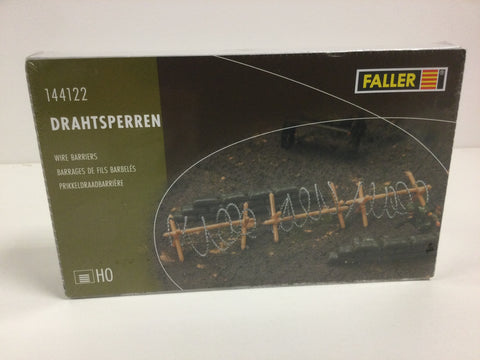 144122
FALLER
DRAHTSPERREN
WIRE BARRIERS
BARRAGES DE FILS BARBELÉS
PRIKKELDRAADBARRIÈRE
HO